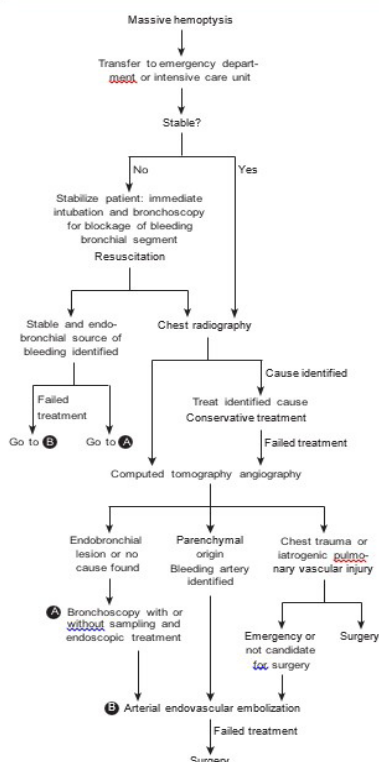 Massive hemoptysis
Transfer to emergency depart-
ment or intensive care unit
Stable?
No
Yes
Stabilize patient: immediate
intubation and bronchoscopy
for blockage of bleeding
bronchial segment
Resuscitation
Stable and endo-
bronchial source of
bleeding identified
Chest radiography
Cause identified
Treat identified cause
Conservative treatment
Failed
treatment
Go to B
Go to A
Failed treatment
Computed tomography angiography
Endobronchial
lesion or no
cause found
Parenchymal
origin
Bleeding artery
identified
Chest trauma or
iatrogenic pulmo-
nary vascular injury
A Bronchoscopy with or
without sampling and
endoscopic treatment
Emergency or
not candidate
for surgery
Surgery
B Arterial endovascular embolization
Failed treatment
Surgery